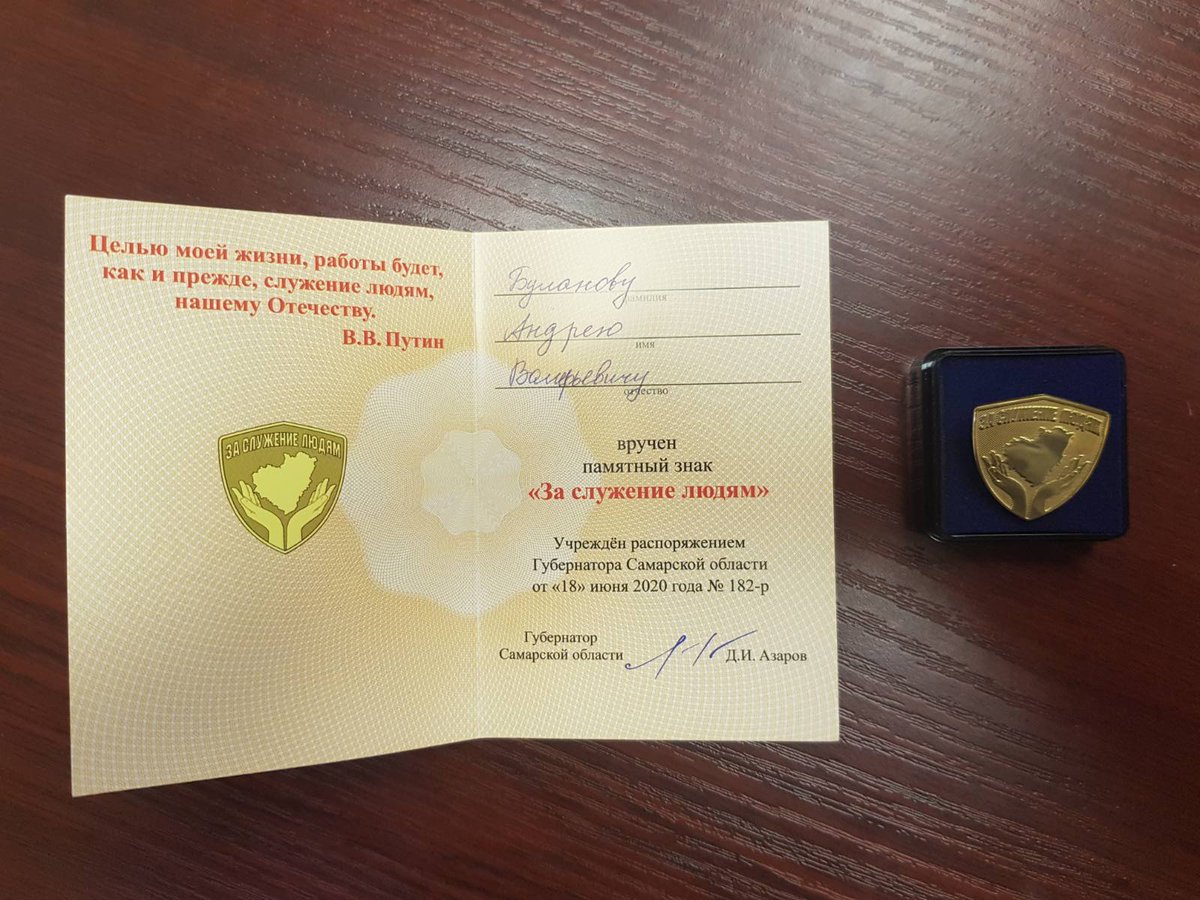 Целью моей жизни, работы будет,
как и прежде, служение людям,
нашему Отечеству.
В.В. Путин
ЗА СЛУЖЕНИЕ ЛЮДЯМ
Буланову
фамилия
Андрею
имя
Валерьевичу
отчество
вручен
памятный знак
«За служение людям»
Учреждён распоряжением
Губернатора Самарской области
от «18» июня 2020 года № 182-р
Губернатор
Самарской области
Д.И. Азаров
ЗА СЛУЖЕНИЕ ЛЮДЯМ